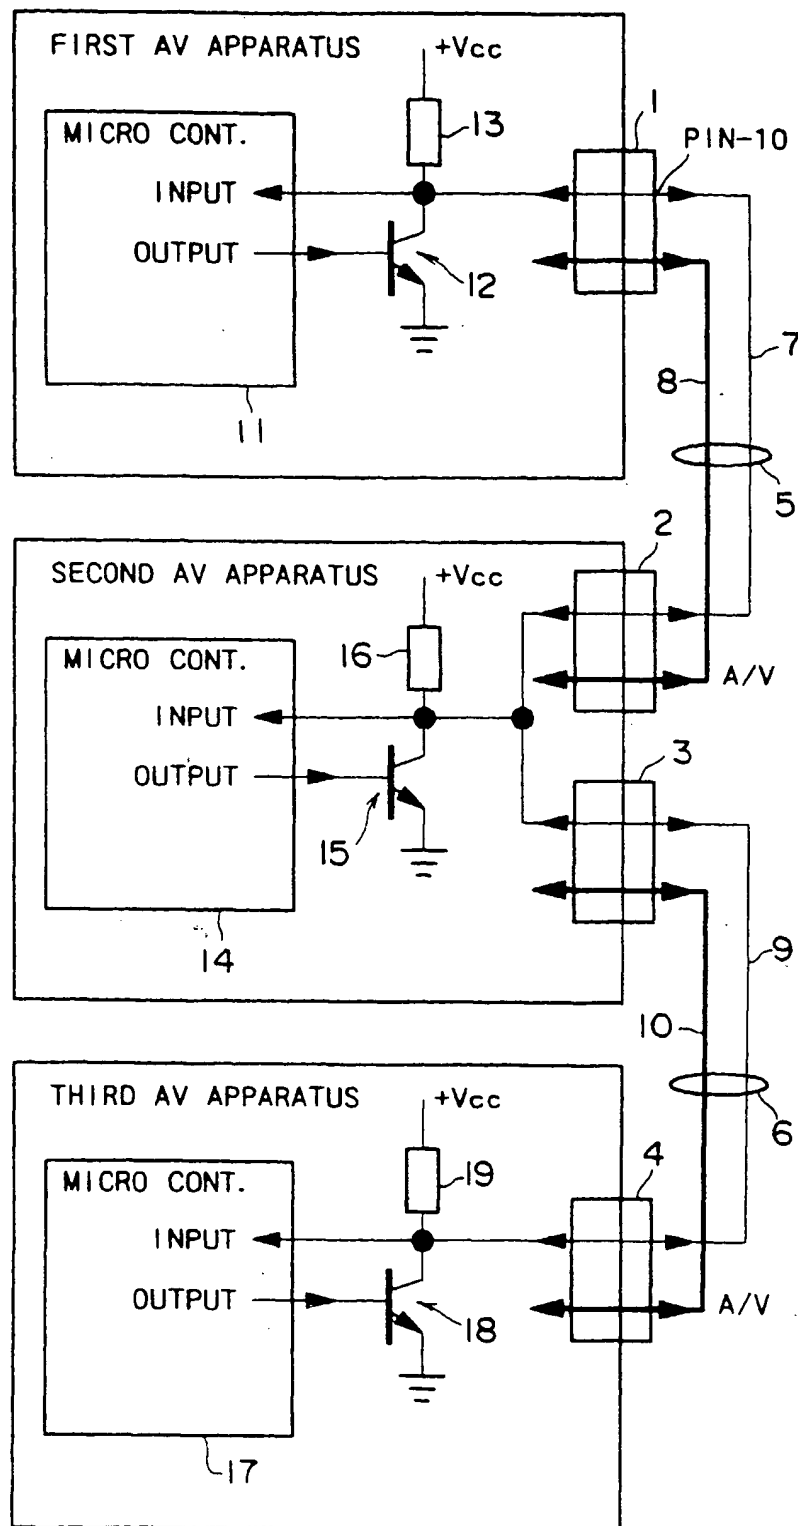 FIRST AV APPARATUS
+Vcc
MICRO CONT.
13
1
PIN-10
INPUT
OUTPUT
12
7
8
11
5
2
SECOND AV APPARATUS
+Vcc
MICRO CONT.
16
A/V
INPUT
3
OUTPUT
15
14
9
10
6
THIRD AV APPARATUS
+Vcc
4
MICRO CONT.
19
INPUT
OUTPUT
A/V
18
17